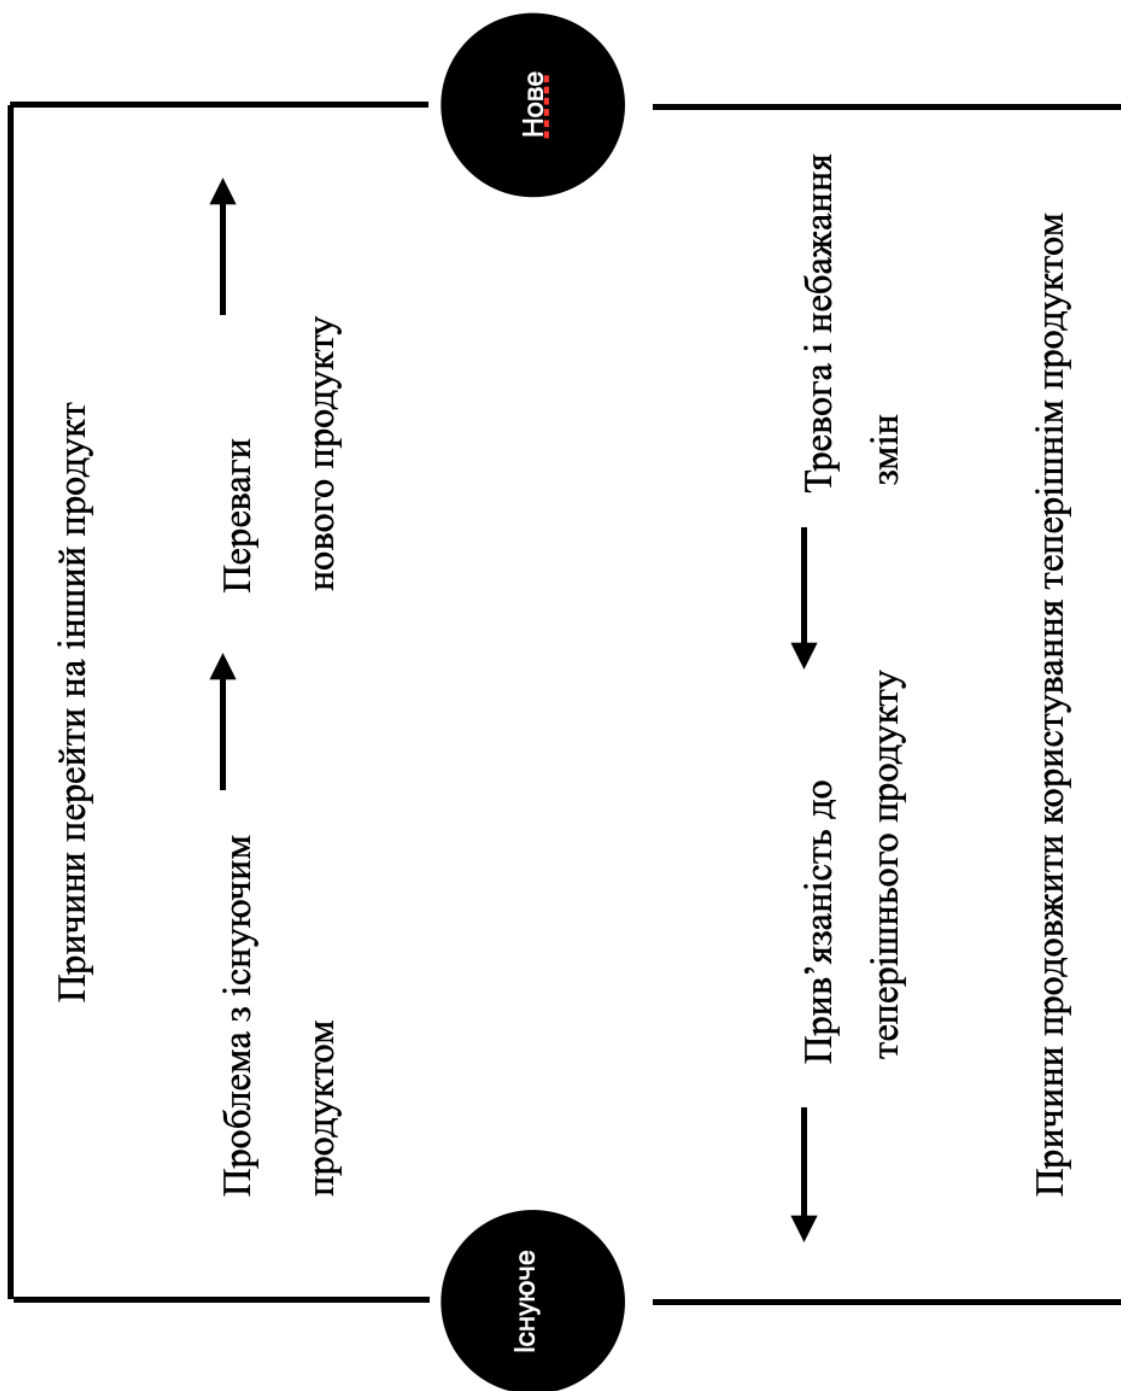 Причини перейти на інший продукт
Проблема з існуючим
продуктом
Переваги
нового продукту
Існуюче
Нове
Прив’язаність до
теперішнього продукту
Тревога і небажання
змін
Причини продовжити користування теперішнім продуктом